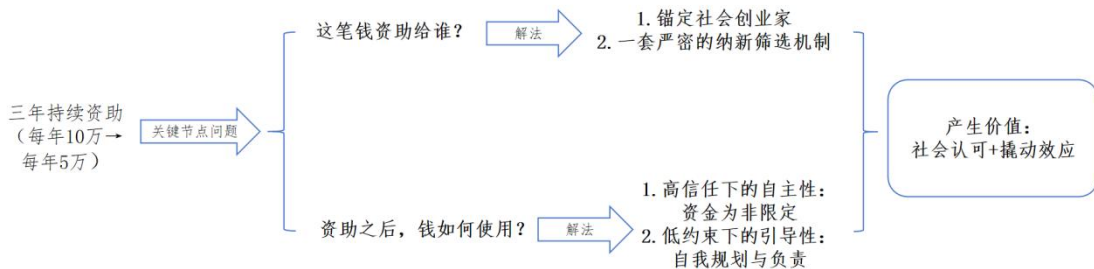 三年持续资助
（每年10万→
每年5万）
关键节点问题
这笔钱资助给谁？
解法
1.锚定社会创业家
2.一套严密的纳新筛选机制
资助之后，钱如何使用？
解法
1.高信任下的自主性：
资金为非限定
2.低约束下的引导性：
自我规划与负责
产生价值：
社会认可+撬动效应